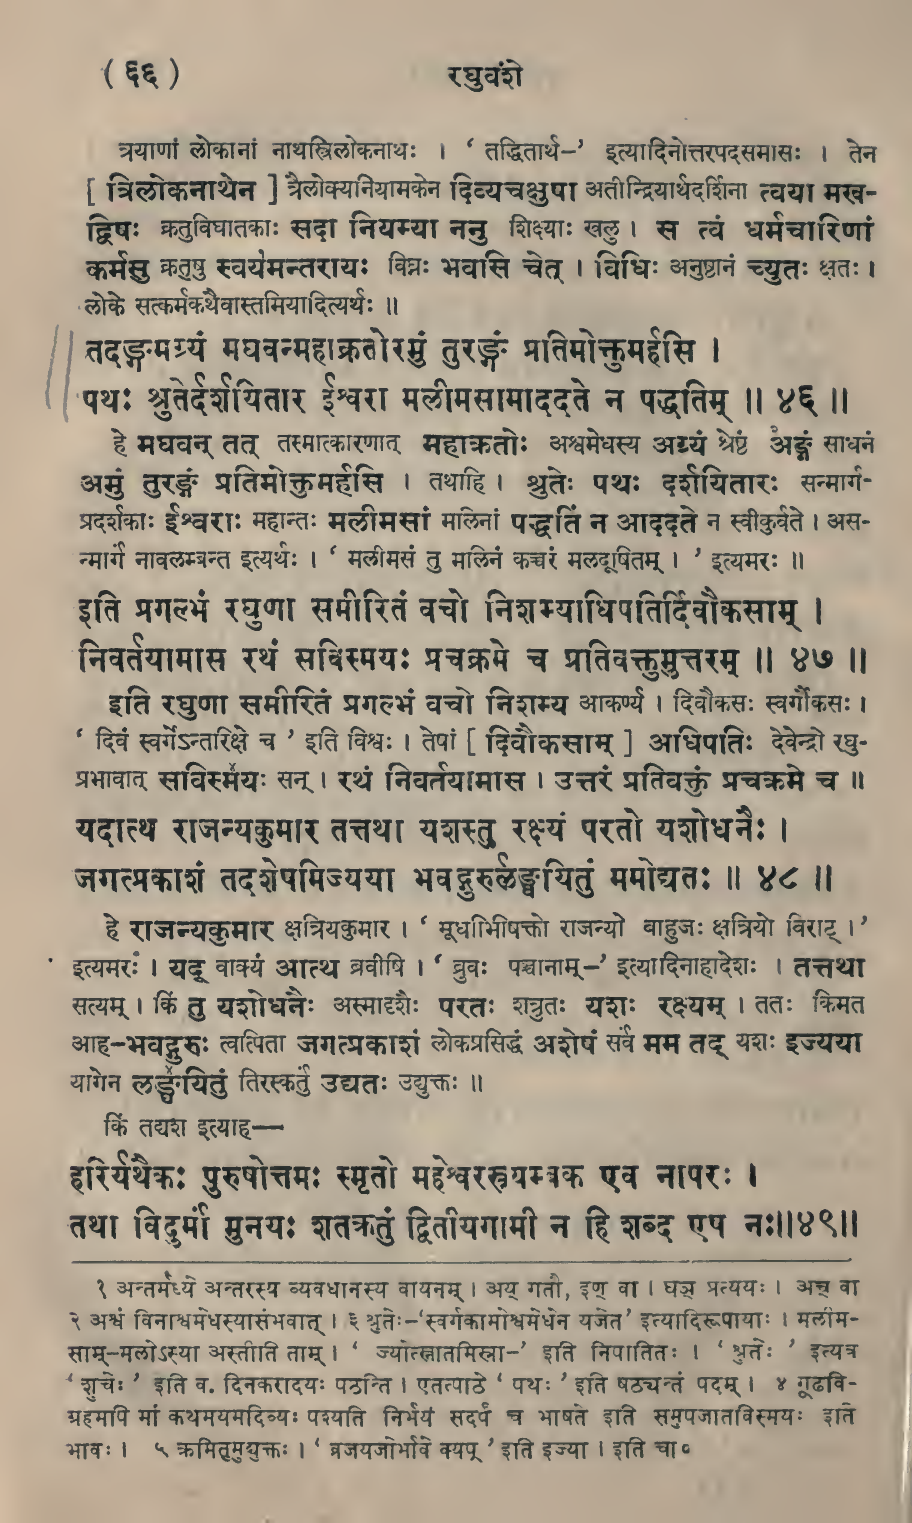 ( ६६ ) रघुवंशे
त्रयाणां लोकानां नाथस्त्रिलोकनाथः । ‘ तद्धितार्थ–’ इत्यादिनोत्तरपदसमासः । तेन
[ त्रिलोकनाथेन ] त्रैलोक्यनियामकेन दिव्यचक्षुषा अतीन्द्रियार्थदर्शिना त्वया मख-
द्विषः क्रतुविघातकाः सदा नियम्या ननु शिक्ष्याः खलु । स त्वं धर्मचारिणां
कर्मसु क्रतुषु स्वयमन्तरायः विघ्नः भवसि चेत् । विधिः अनुष्ठानं च्युतः क्षतः ।
लोके सत्कर्मकथैवास्तमियादित्यर्थः ॥
तदङ्गमग्र्यं मघवन्महाक्रतोरमुं तुरङ्गं प्रतिमोक्तुमर्हसि ।
पथः श्रुतेर्दर्शयितार ईश्वरा मलीमसामाददते न पद्धतिम् ॥ ४६ ॥
हे मघवन् तत् तस्मात्कारणात् महाक्रतोः अश्वमेधस्य अग्र्यं श्रेष्ठं अङ्गं साधनं
अमुं तुरङ्गं प्रतिमोक्तुमर्हसि । तथाहि । श्रुतेः पथः दर्शयितारः सन्मार्ग-
प्रदर्शकाः ईश्वराः महान्तः मलीमसां मलिनां पद्धतिं न आददते न स्वीकुर्वते । अस-
न्मार्गं नावलम्बन्त इत्यर्थः । ‘ मलीमसं तु मलिनं कच्चरं मलदूषितम् । ’ इत्यमरः ॥
इति प्रगल्भं रघुणा समीरितं वचो निशम्याधिपतिर्दिवौकसाम् ।
निवर्तयामास रथं सविस्मयः प्रचक्रमे च प्रतिवक्तुमुत्तरम् ॥ ४७ ॥
इति रघुणा समीरितं प्रगल्भं वचो निशम्य आकर्ण्य । दिवौकसः स्वर्गौकसः ।
‘ दिवं स्वर्गेऽन्तरिक्षे च ’ इति विश्वः । तेषां [ दिवौकसाम् ] अधिपतिः देवेन्द्रो रघु-
प्रभावात् सविस्मयः सन् । रथं निवर्तयामास । उत्तरं प्रतिवक्तुं प्रचक्रमे च ॥
यदात्थ राजन्यकुमार तत्तथा यशस्तु रक्ष्यं परतो यशोधनैः ।
जगत्प्रकाशं तदशेषमिज्यया भवद्गुरुर्लङ्घयितुं ममोद्यतः ॥ ४८ ॥
हे राजन्यकुमार क्षत्रियकुमार । ‘ मूर्धाभिषिक्तो राजन्यो बाहुजः क्षत्रियो विराट् ।’
इत्यमरः । यद् वाक्यं आत्थ ब्रवीषि । ‘ ब्रुवः पञ्चानाम्–’ इत्यादिनाहादेशः । तत्तथा
सत्यम् । किं तु यशोधनैः अस्मादृशैः परतः शत्रुतः यशः रक्ष्यम् । ततः किमत
आह–भवद्गुरुः त्वत्पिता जगत्प्रकाशं लोकप्रसिद्धं अशेषं सर्वं मम तद् यशः इज्यया
यागेन लङ्घयितुं तिरस्कर्तुं उद्यतः उद्युक्तः ॥
किं तद्यश इत्याह—
हरिर्यथैकः पुरुषोत्तमः स्मृतो महेश्वरस्त्र्यम्बक एव नापरः ।
तथा विदुर्मां मुनयः शतक्रतुं द्वितीयगामी न हि शब्द एष नः॥४९॥
१ अन्तर्मध्ये अन्तरस्य व्यवधानस्य वायनम् । अय् गतौ, इण् वा । घञ् प्रत्ययः । अच् वा
२ अश्वं विनाश्वमेधस्यासंभवात् । ३ श्रुतेः–‘स्वर्गकामोश्वमेधेन यजेत’ इत्यादिरूपायाः । मलीम-
साम्–मलोऽस्या अस्तीति ताम् । ‘ ज्योत्स्नातमिस्रा–’ इति निपातितः । ‘ श्रुतेः ’ इत्यत्र
‘ शुचेः ’ इति व. दिनकरादयः पठन्ति । एतत्पाठे ‘ पथः ’ इति षष्ठ्यन्तं पदम् । ४ गूढवि-
ग्रहमपि मां कथमयमदिव्यः पश्यति निर्भयं सदर्पं च भाषते इति समुपजातविस्मयः इति
भावः । ५ क्रमितुमुद्युक्तः । ‘ व्रजयजोर्भावे क्यप् ’ इति इज्या । इति चा०